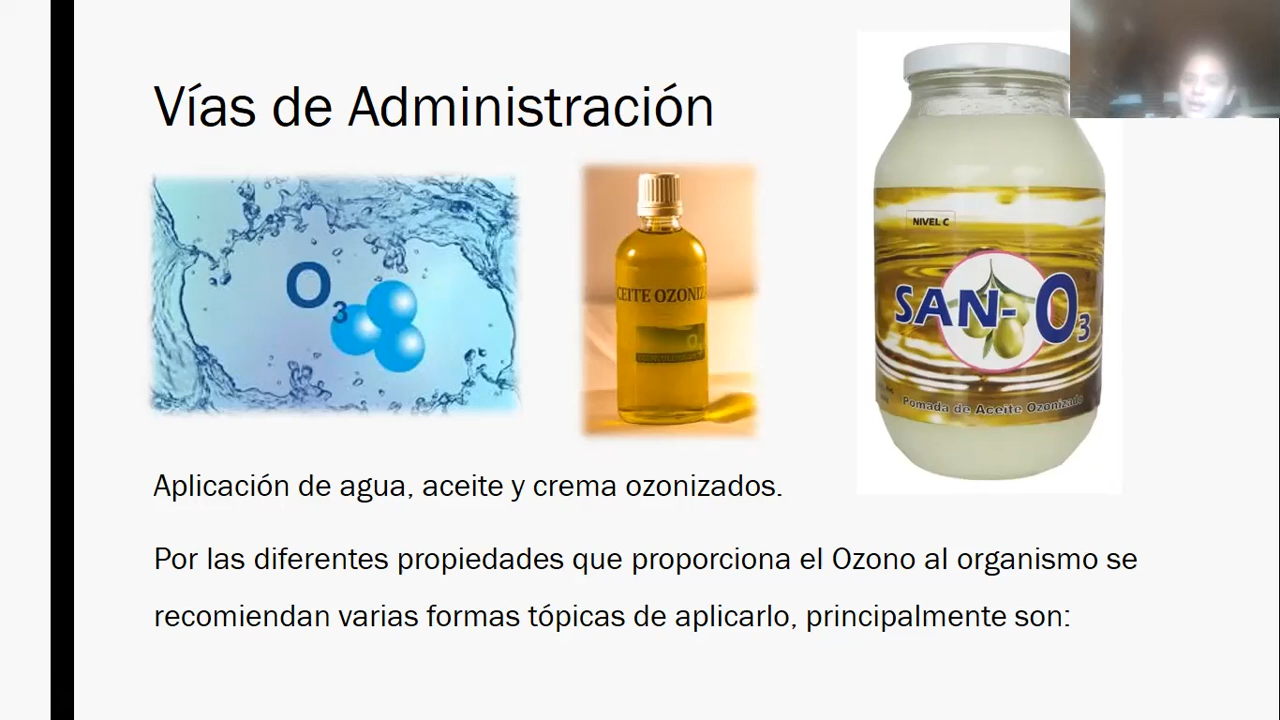 Vías de Administración
O3
CEITE OZONIZ
NIVEL C
SAN-O3
Pomada de Aceite Ozonizado
Aplicación de agua, aceite y crema ozonizados.
Por las diferentes propiedades que proporciona el Ozono al organismo se
recomiendan varias formas tópicas de aplicarlo, principalmente son: